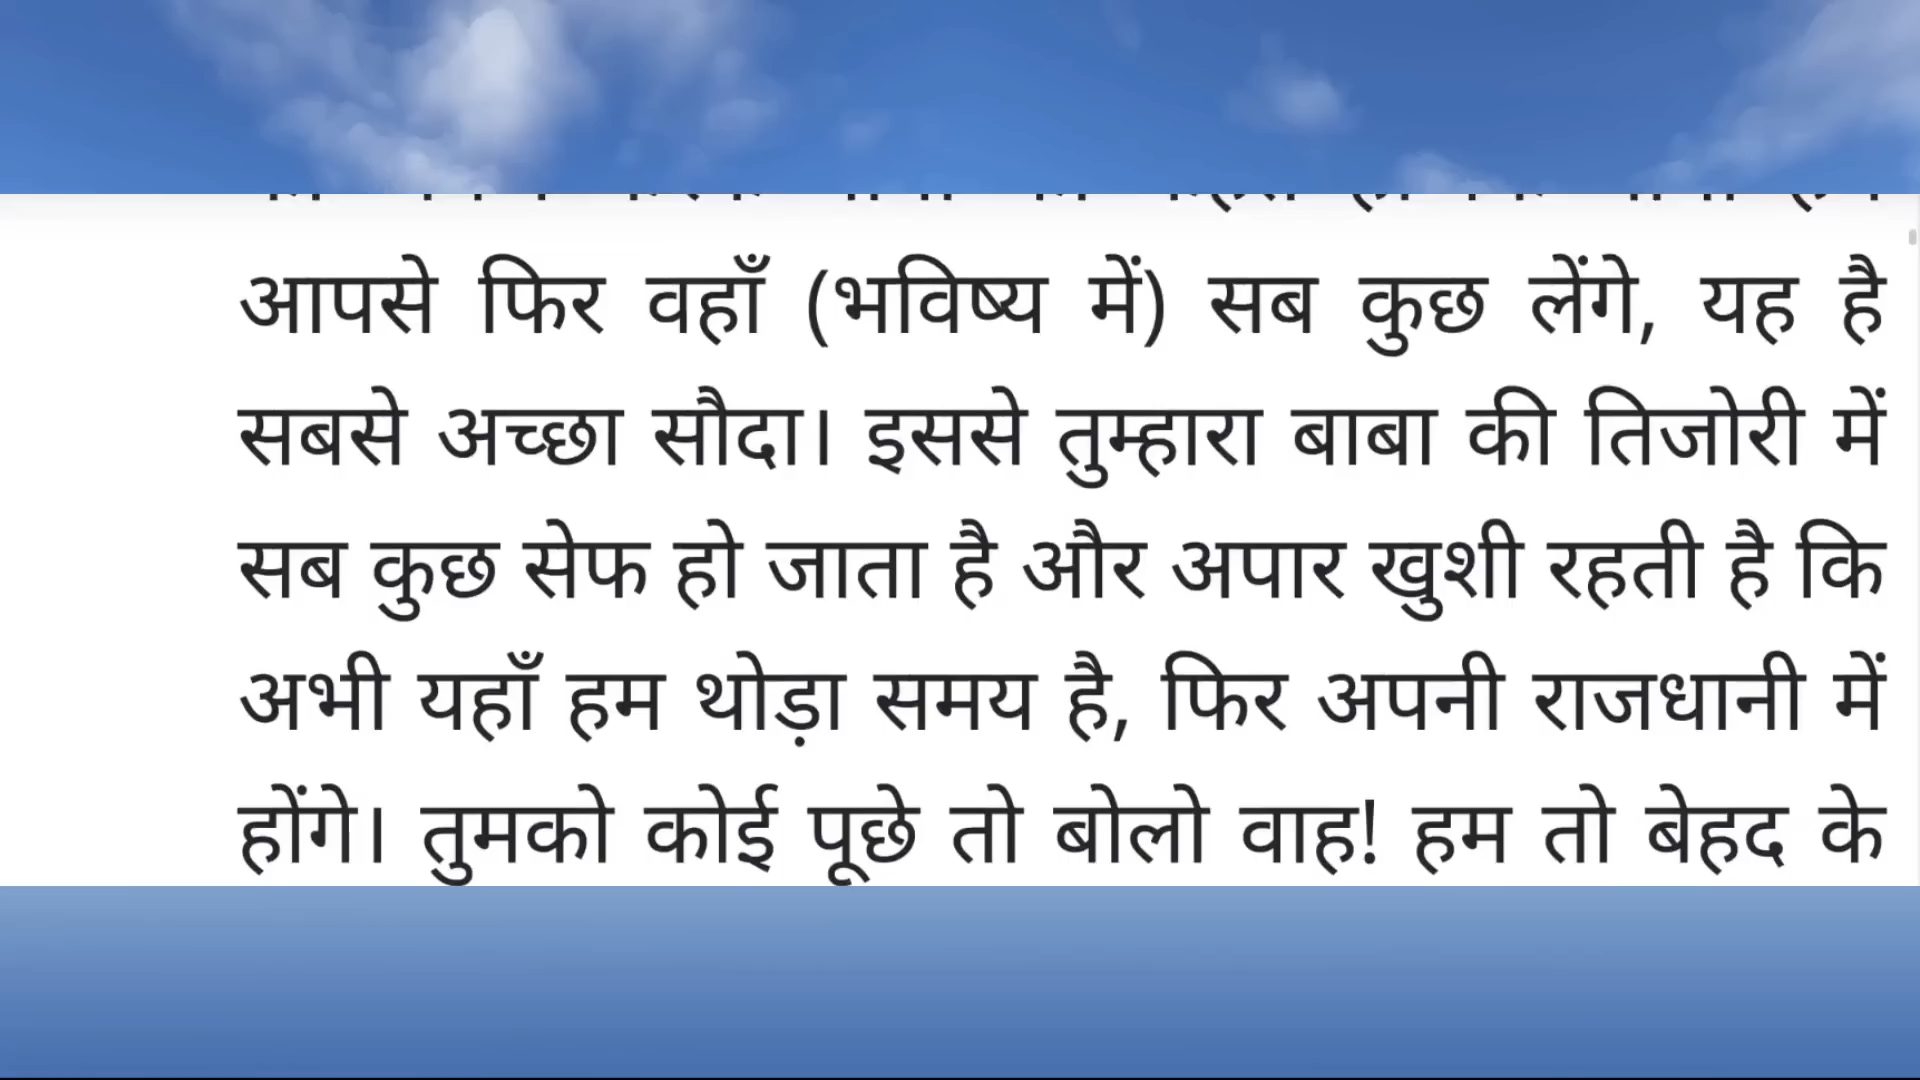 आपसे फिर वहाँ (भविष्य में) सब कुछ लेंगे, यह है
सबसे अच्छा सौदा। इससे तुम्हारा बाबा की तिजोरी में
सब कुछ सेफ हो जाता है और अपार खुशी रहती है कि
अभी यहाँ हम थोड़ा समय है, फिर अपनी राजधानी में
होंगे। तुमको कोई पूछे तो बोलो वाह! हम तो बेहद के